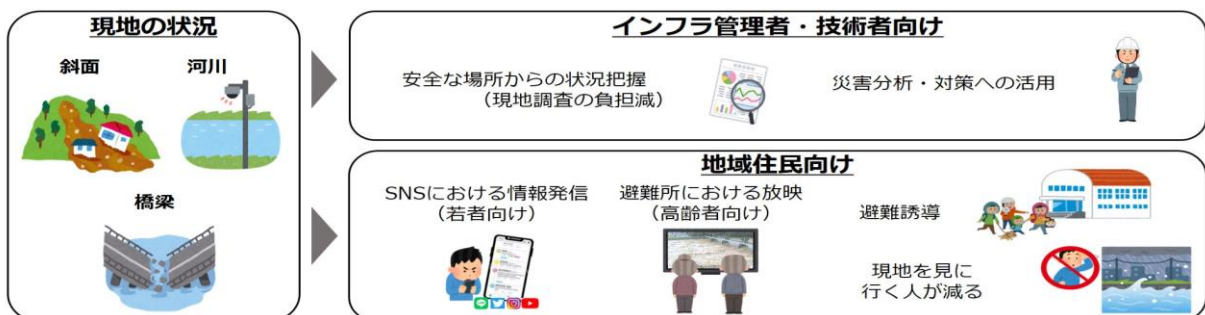 現地の状況
斜面
河川
橋梁
インフラ管理者・技術者向け
安全な場所からの状況把握
（現地調査の負担減）
災害分析・対策への活用
地域住民向け
SNSにおける情報発信
（若者向け）
避難所における放映
（高齢者向け）
避難誘導
現地を見に
行く人が減る